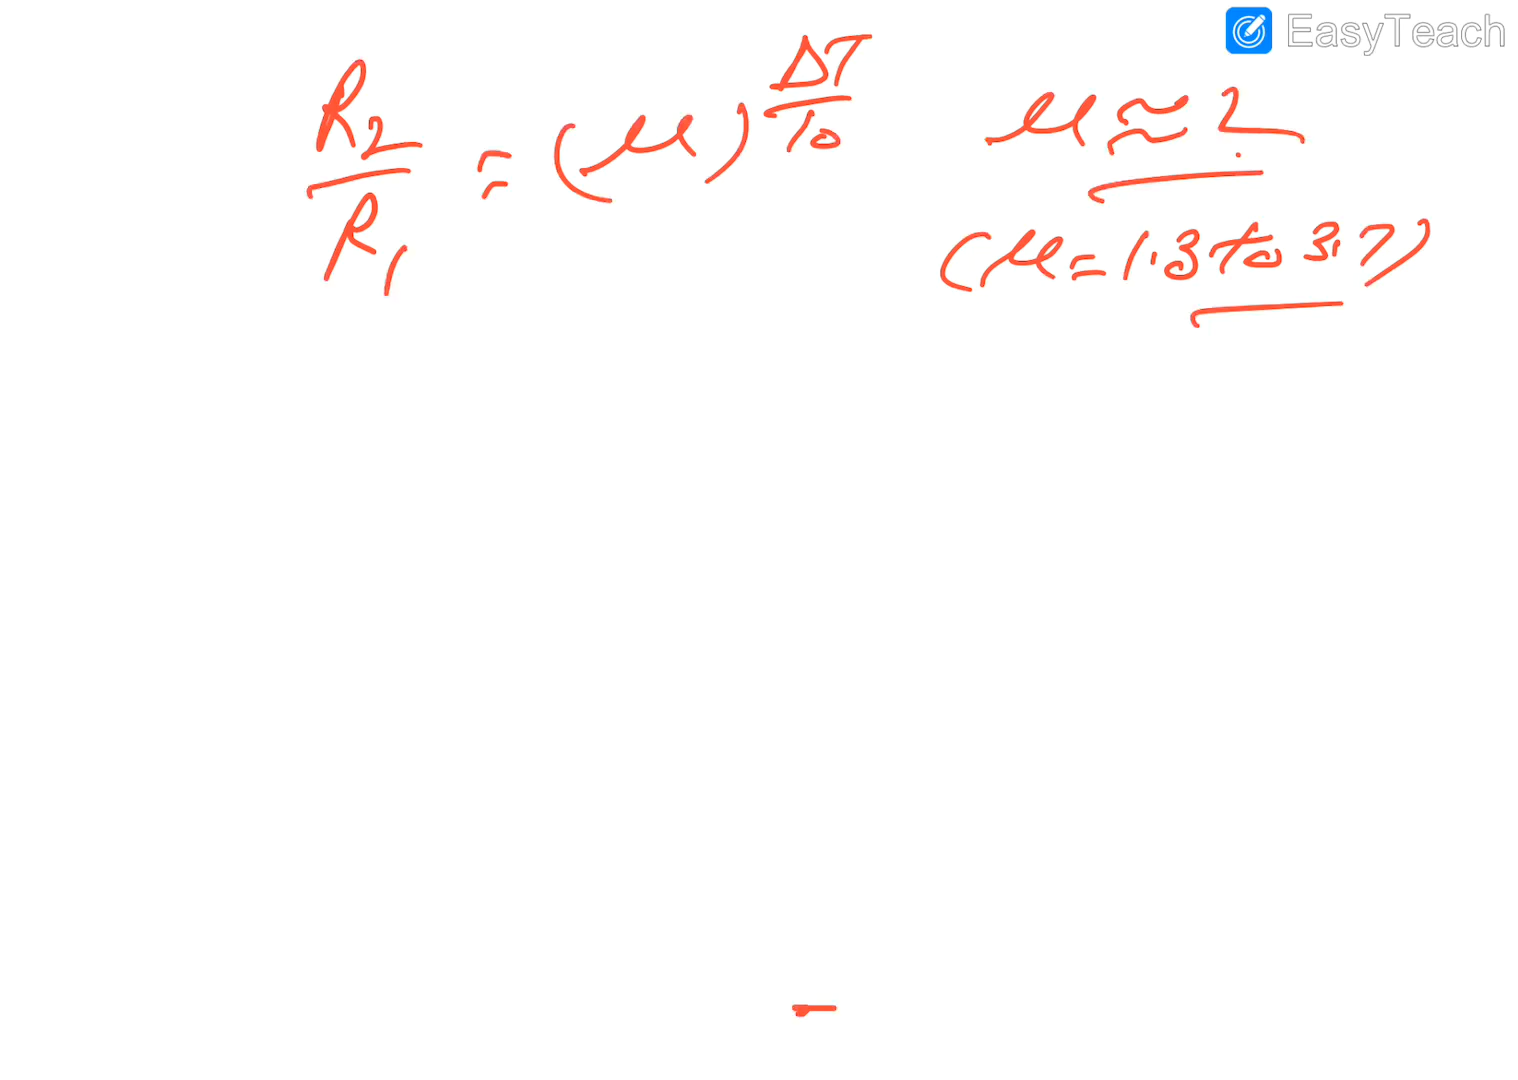 EasyTeach
R₂/R₁ = (μ)^(ΔT/10)
μ ≈ 2
(μ = 1.3 to 3.7)